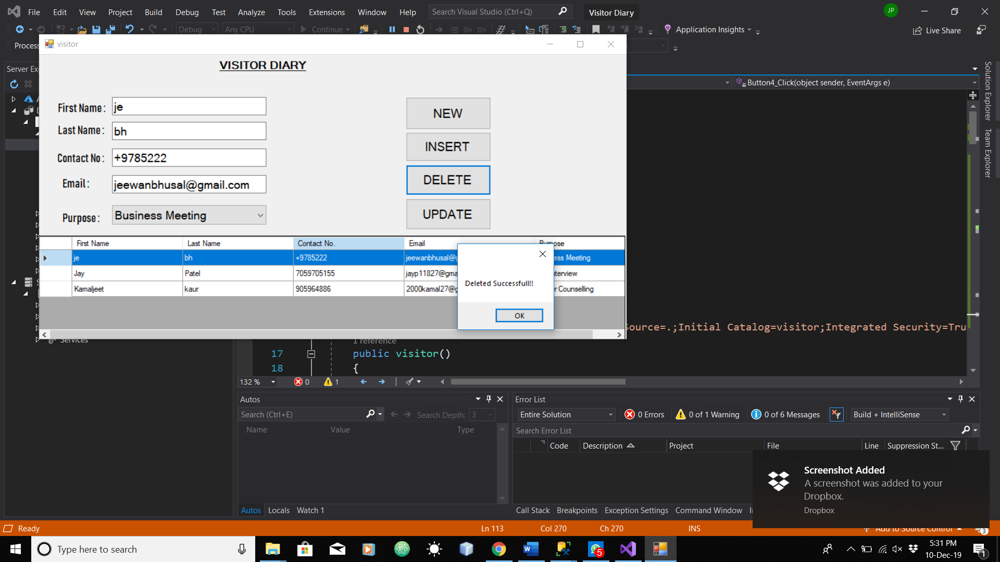 File Edit View Project Build Debug Test Analyze Tools Extensions Window Help Search Visual Studio (Ctrl+Q) Visitor Diary JP
Debug Any CPU Continue Application Insights Live Share
Process
visitor
VISITOR DIARY
Server Ex
Button4_Click(object sender, EventArgs e)
Solution Explorer
Team Explorer
First Name : je
Last Name : bh
Contact No : +9785222
Email : jeewanbhusal@gmail.com
Purpose : Business Meeting
NEW
INSERT
DELETE
UPDATE
First Name Last Name Contact No. Email Purpose
je bh +9785222 jeewanbhusal@g ess Meeting
Jay Patel 7059705155 jayp11827@gma nterview
Kamaljeet kaur 905964886 2000kamal27@g r Counselling
Deleted Successfull!!
OK
Source=.;Initial Catalog=visitor;Integrated Security=Tru
Services
1 reference
17 public visitor()
18 {
132 % 0 1
Autos
Search (Ctrl+E) Search Depth: 3
Name Value Type
Autos Locals Watch 1
Error List
Entire Solution 0 Errors 0 of 1 Warning 0 of 6 Messages Build + IntelliSense
Search Error List
Code Description Project File Line Suppression St...
Call Stack Breakpoints Exception Settings Command Window
Screenshot Added
A screenshot was added to your
Dropbox.
Dropbox
Ready Ln 113 Col 270 Ch 270 INS Add to Source Control 3
Type here to search
5
5:31 PM
10-Dec-19
1